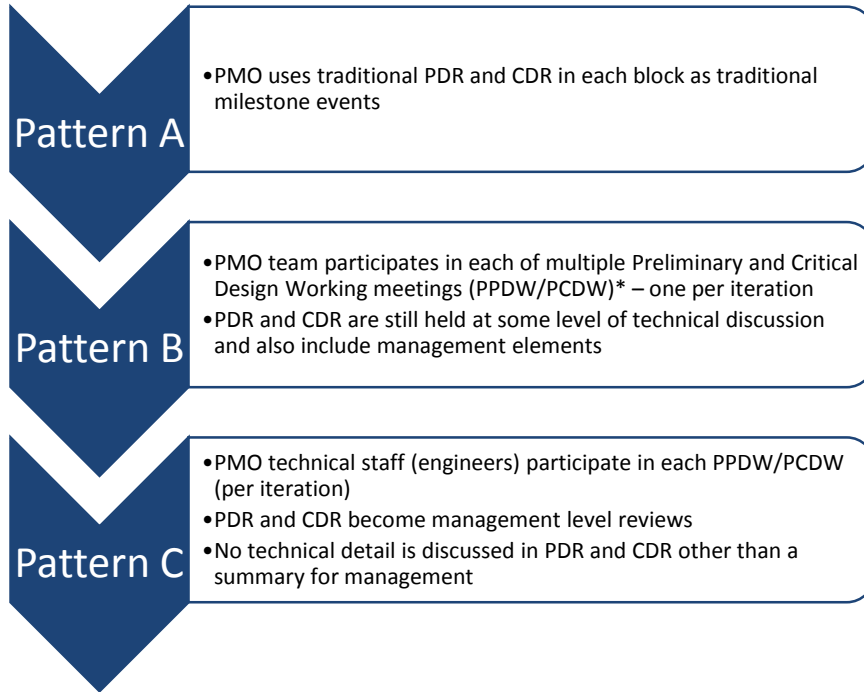 Pattern A
•PMO uses traditional PDR and CDR in each block as traditional
milestone events
Pattern B
•PMO team participates in each of multiple Preliminary and Critical
Design Working meetings (PPDW/PCDW)* – one per iteration
•PDR and CDR are still held at some level of technical discussion
and also include management elements
Pattern C
•PMO technical staff (engineers) participate in each PPDW/PCDW
(per iteration)
•PDR and CDR become management level reviews
•No technical detail is discussed in PDR and CDR other than a
summary for management